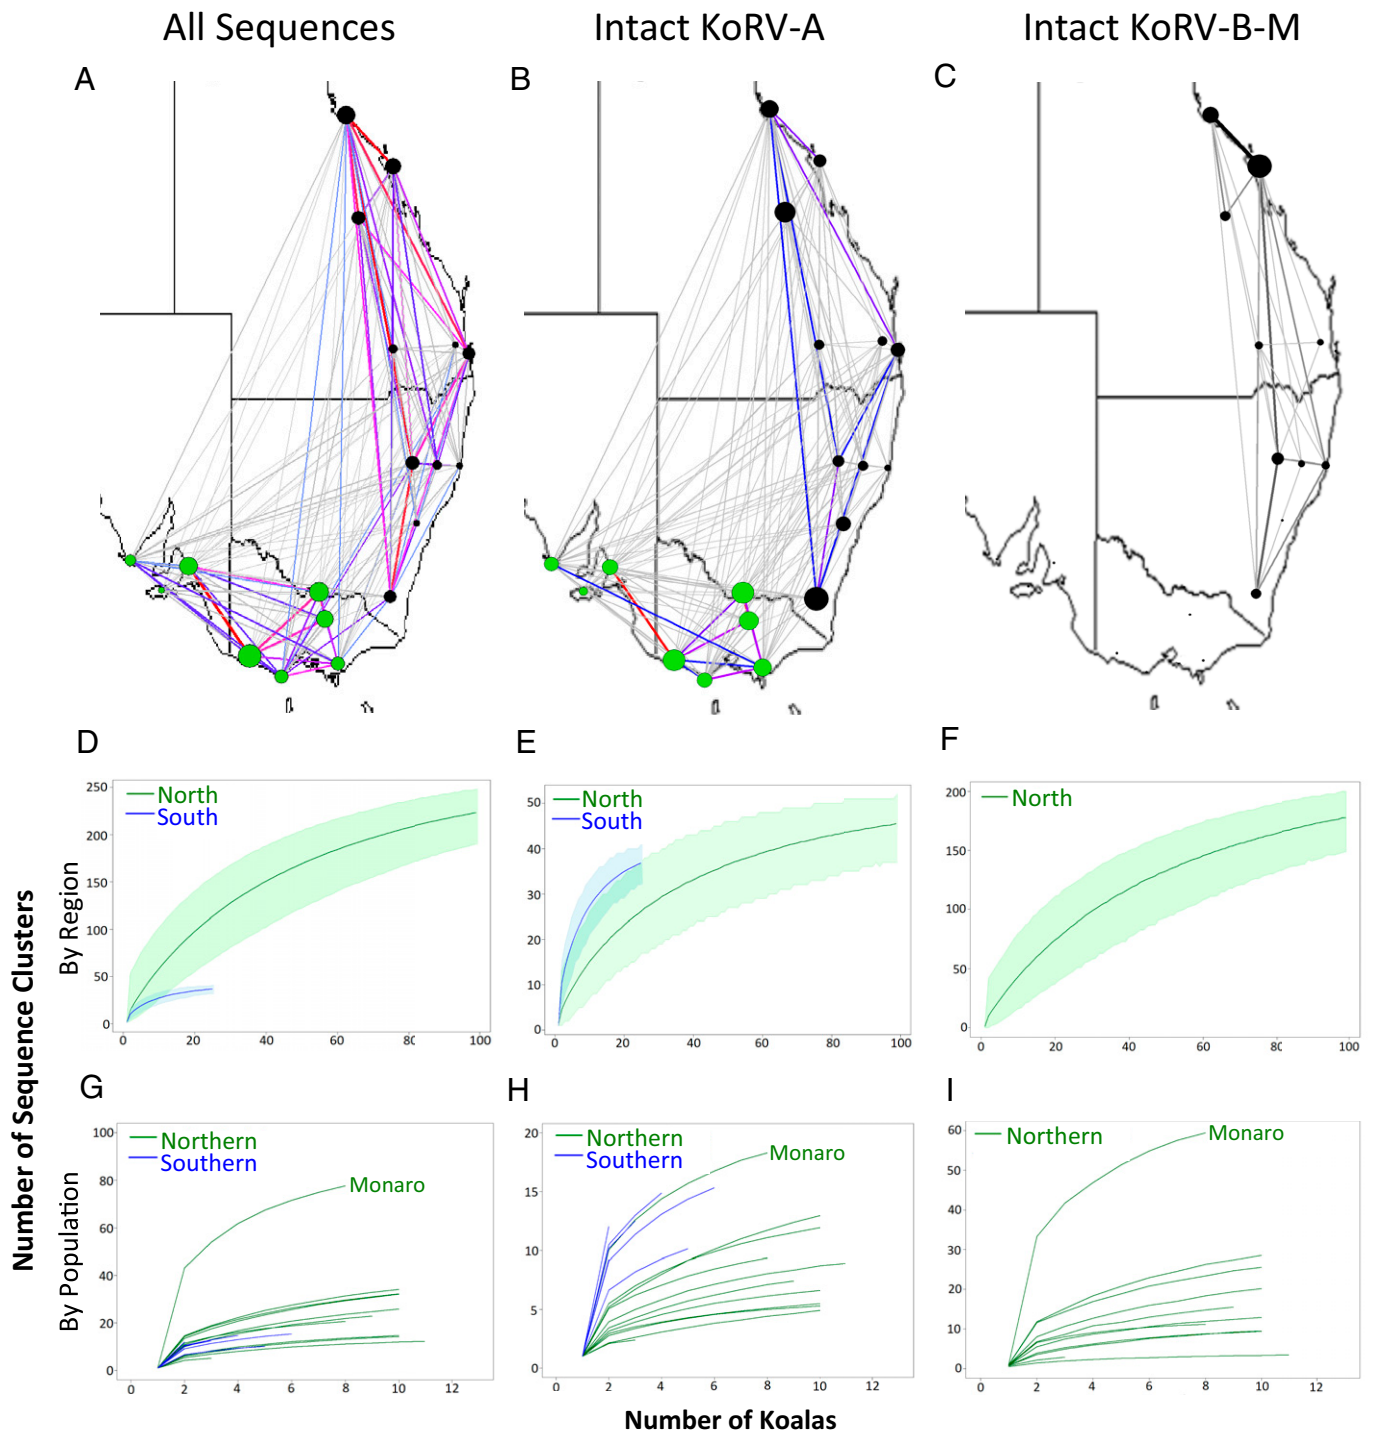 All Sequences
Intact KoRV-A
Intact KoRV-B-M
A
B
C
D
E
F
Number of Sequence Clusters
By Region
250
200
150
100
50
0
North
South
0 20 40 60 80 100
50
40
30
20
10
0
North
South
0 20 40 60 80 100
200
150
100
50
0
North
0 20 40 60 80 100
G
H
I
By Population
100
80
60
40
20
0
Northern
Southern
Monaro
0 2 4 6 8 10 12
20
15
10
5
0
Northern
Southern
Monaro
0 2 4 6 8 10 12
60
50
40
30
20
10
0
Northern
Monaro
0 2 4 6 8 10 12
Number of Koalas